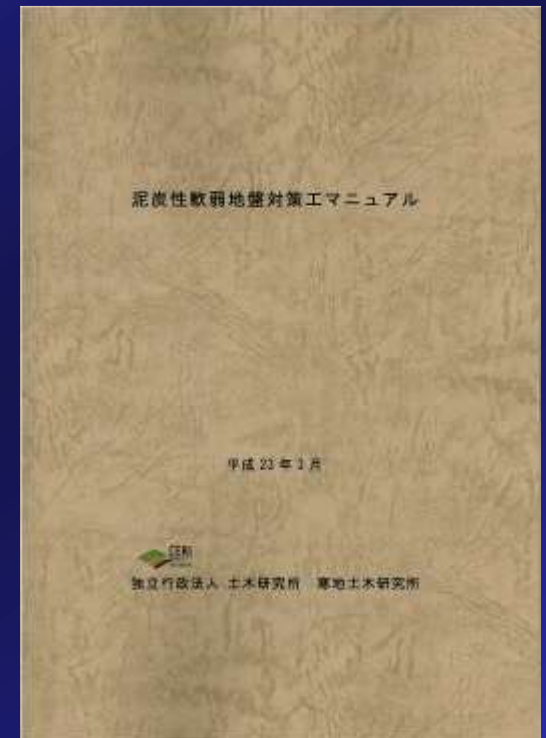 泥炭性軟弱地盤対策工マニュアル
平成 23 年 3 月
CERI
独立行政法人 土木研究所 寒地土木研究所